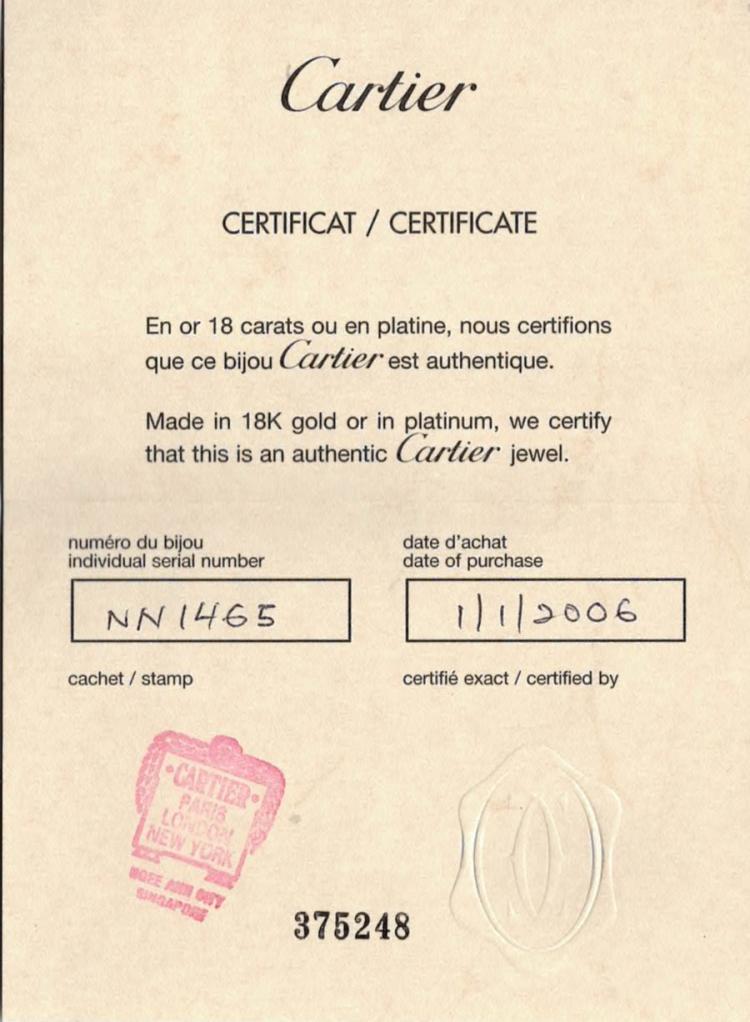 Cartier
CERTIFICAT / CERTIFICATE
En or 18 carats ou en platine, nous certifions
que ce bijou Cartier est authentique.
Made in 18K gold or in platinum, we certify
that this is an authentic Cartier jewel.
numéro du bijou
individual serial number
NN1465
date d'achat
date of purchase
1/1/2006
cachet / stamp
certifié exact / certified by
·CARTIER·
PARIS
LONDON
NEW YORK
NGEE ANN CITY
SINGAPORE
375248